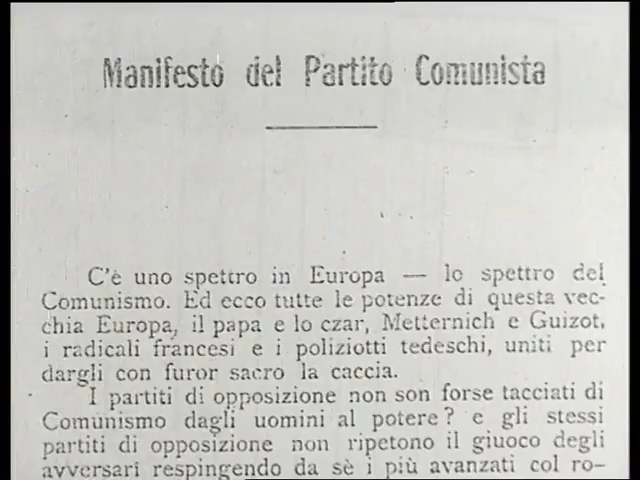 Manifesto del Partito Comunista
C'è uno spettro in Europa — lo spettro del
Comunismo. Ed ecco tutte le potenze di questa vec-
chia Europa, il papa e lo czar, Metternich e Guizot,
i radicali francesi e i poliziotti tedeschi, uniti per
dargli con furor sacro la caccia.
I partiti di opposizione non son forse tacciati di
Comunismo dagli uomini al potere? e gli stessi
partiti di opposizione non ripetono il giuoco degli
avversari respingendo da sè i più avanzati col ro-